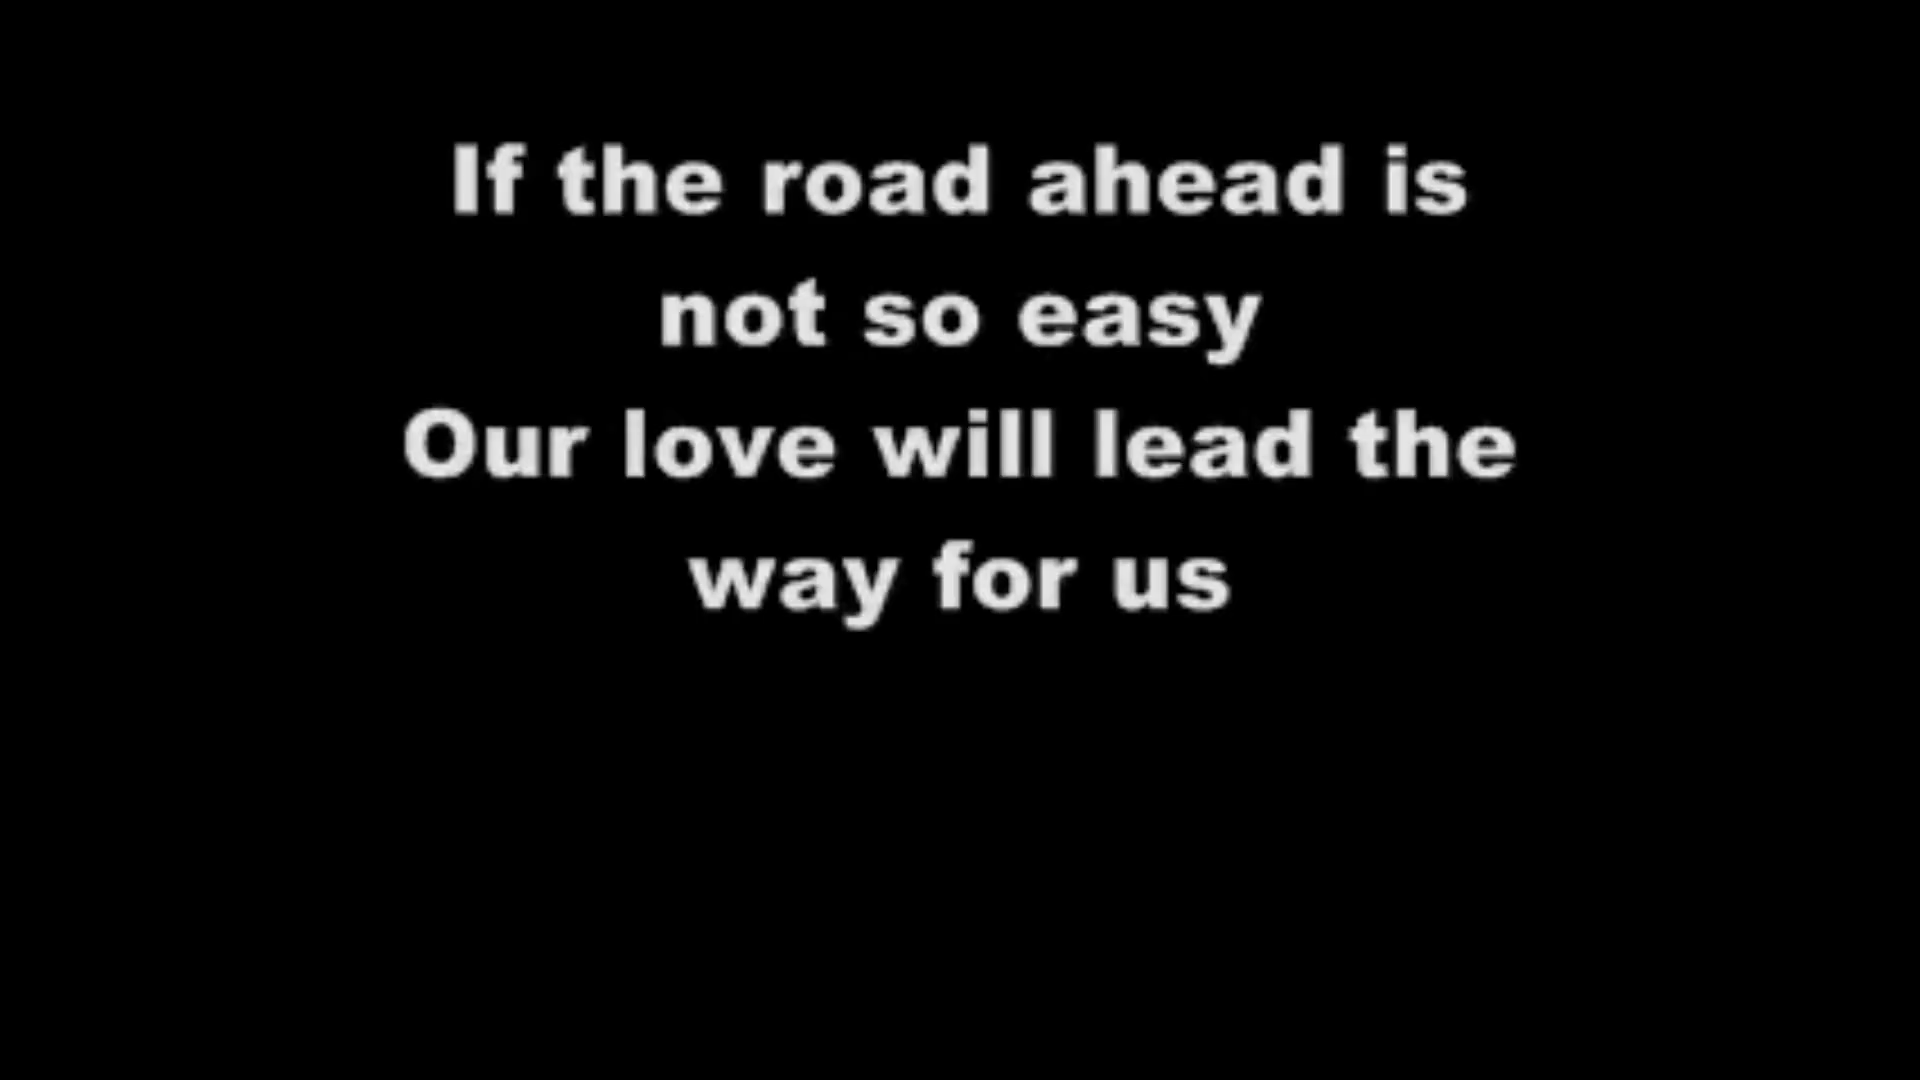 If the road ahead is
not so easy
Our love will lead the
way for us